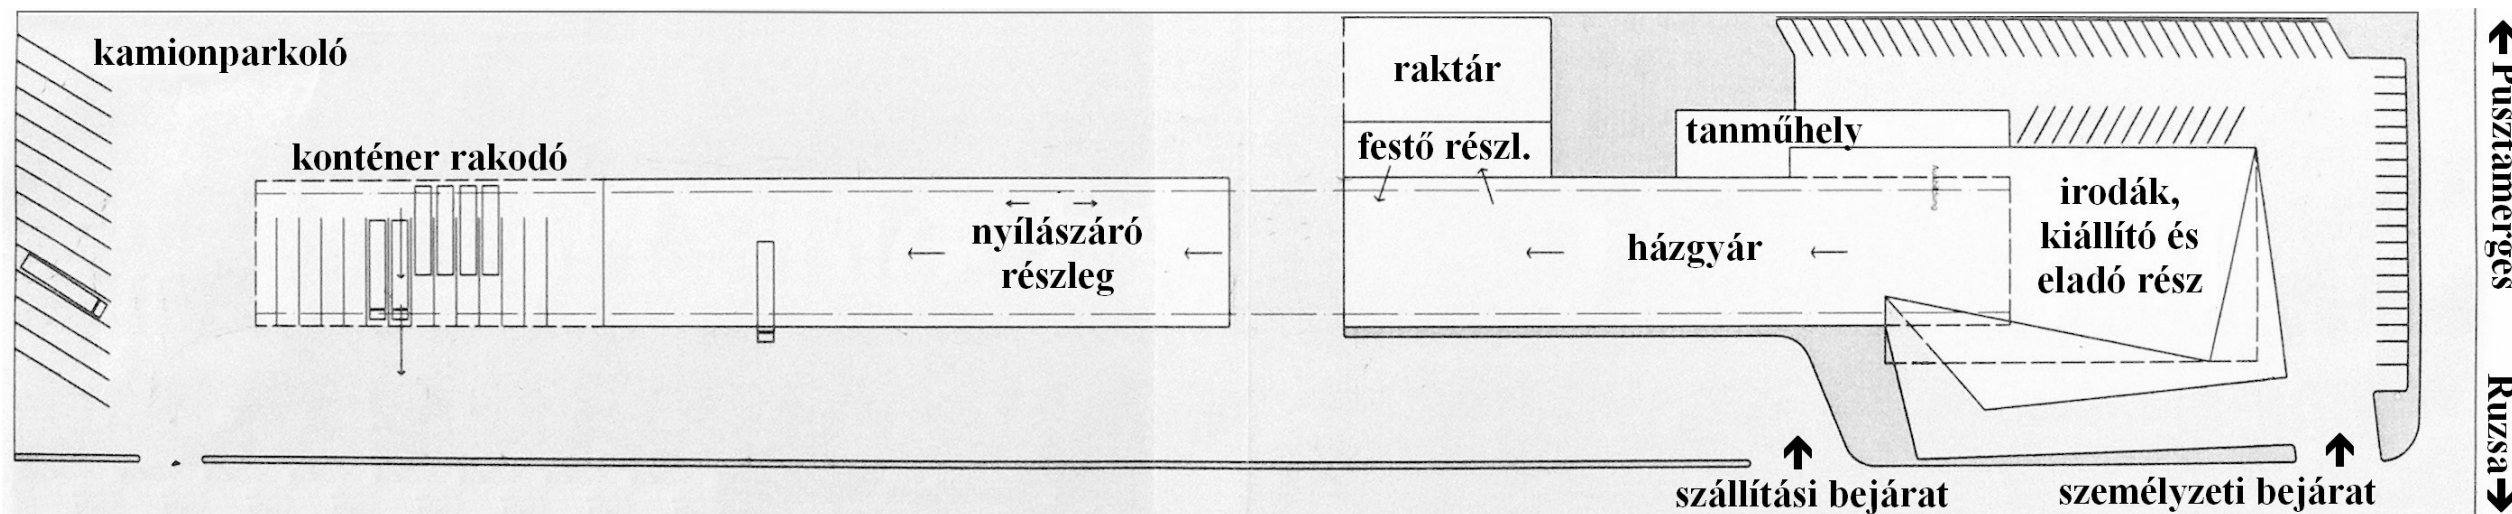 kamionparkoló
konténer rakodó
nyílászáró
részleg
raktár
festő részl.
tanműhely
házgyár
irodák,
kiállító és
eladó rész
szállítási bejárat
személyzeti bejárat
Pusztamerges
Ruzsa